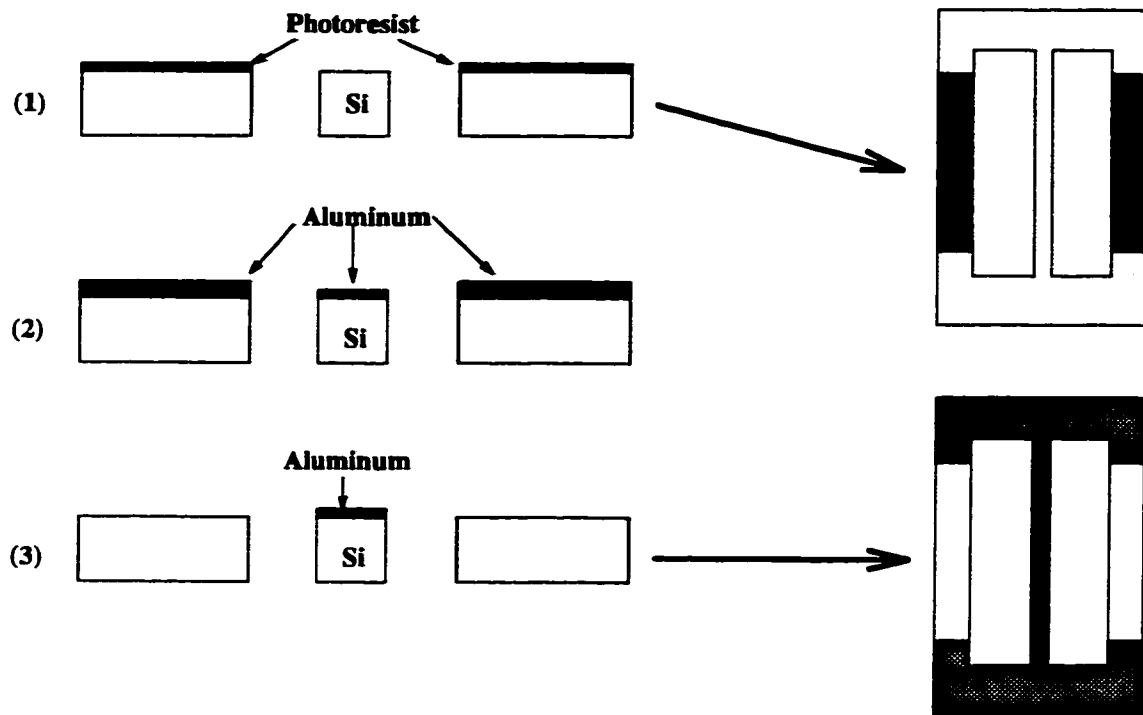 Photoresist
(1)
Si
Aluminum
(2)
Si
Aluminum
(3)
Si